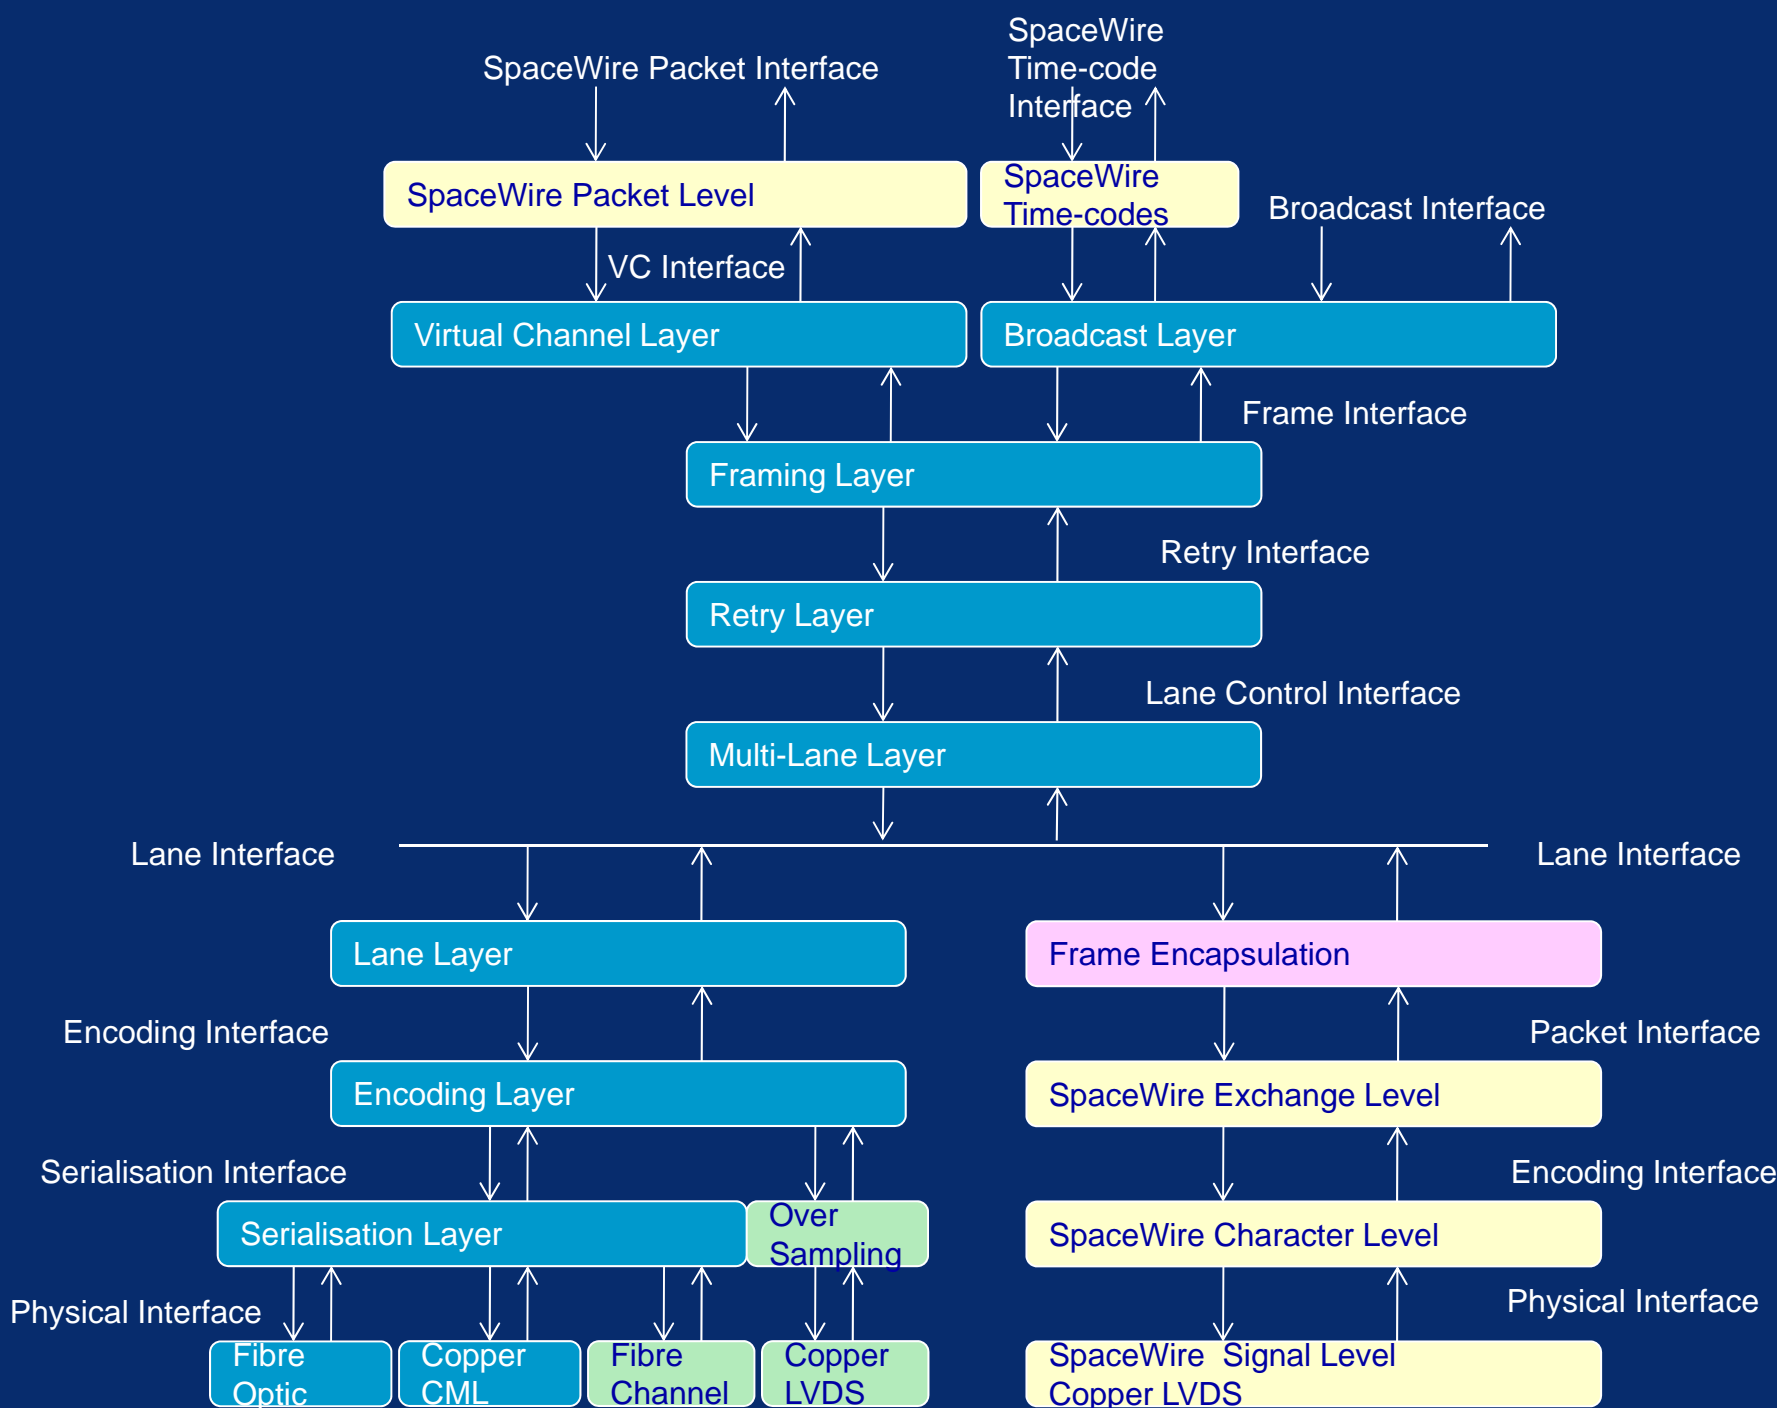 SpaceWire
Time-code
Interface
SpaceWire Packet Interface
SpaceWire Packet Level
SpaceWire
Time-codes
Broadcast Interface
VC Interface
Virtual Channel Layer
Broadcast Layer
Frame Interface
Framing Layer
Retry Interface
Retry Layer
Lane Control Interface
Multi-Lane Layer
Lane Interface
Lane Interface
Lane Layer
Frame Encapsulation
Encoding Interface
Packet Interface
Encoding Layer
SpaceWire Exchange Level
Serialisation Interface
Encoding Interface
Serialisation Layer
Over
Sampling
SpaceWire Character Level
Physical Interface
Physical Interface
Fibre
Optic
Copper
CML
Fibre
Channel
Copper
LVDS
SpaceWire Signal Level
Copper LVDS